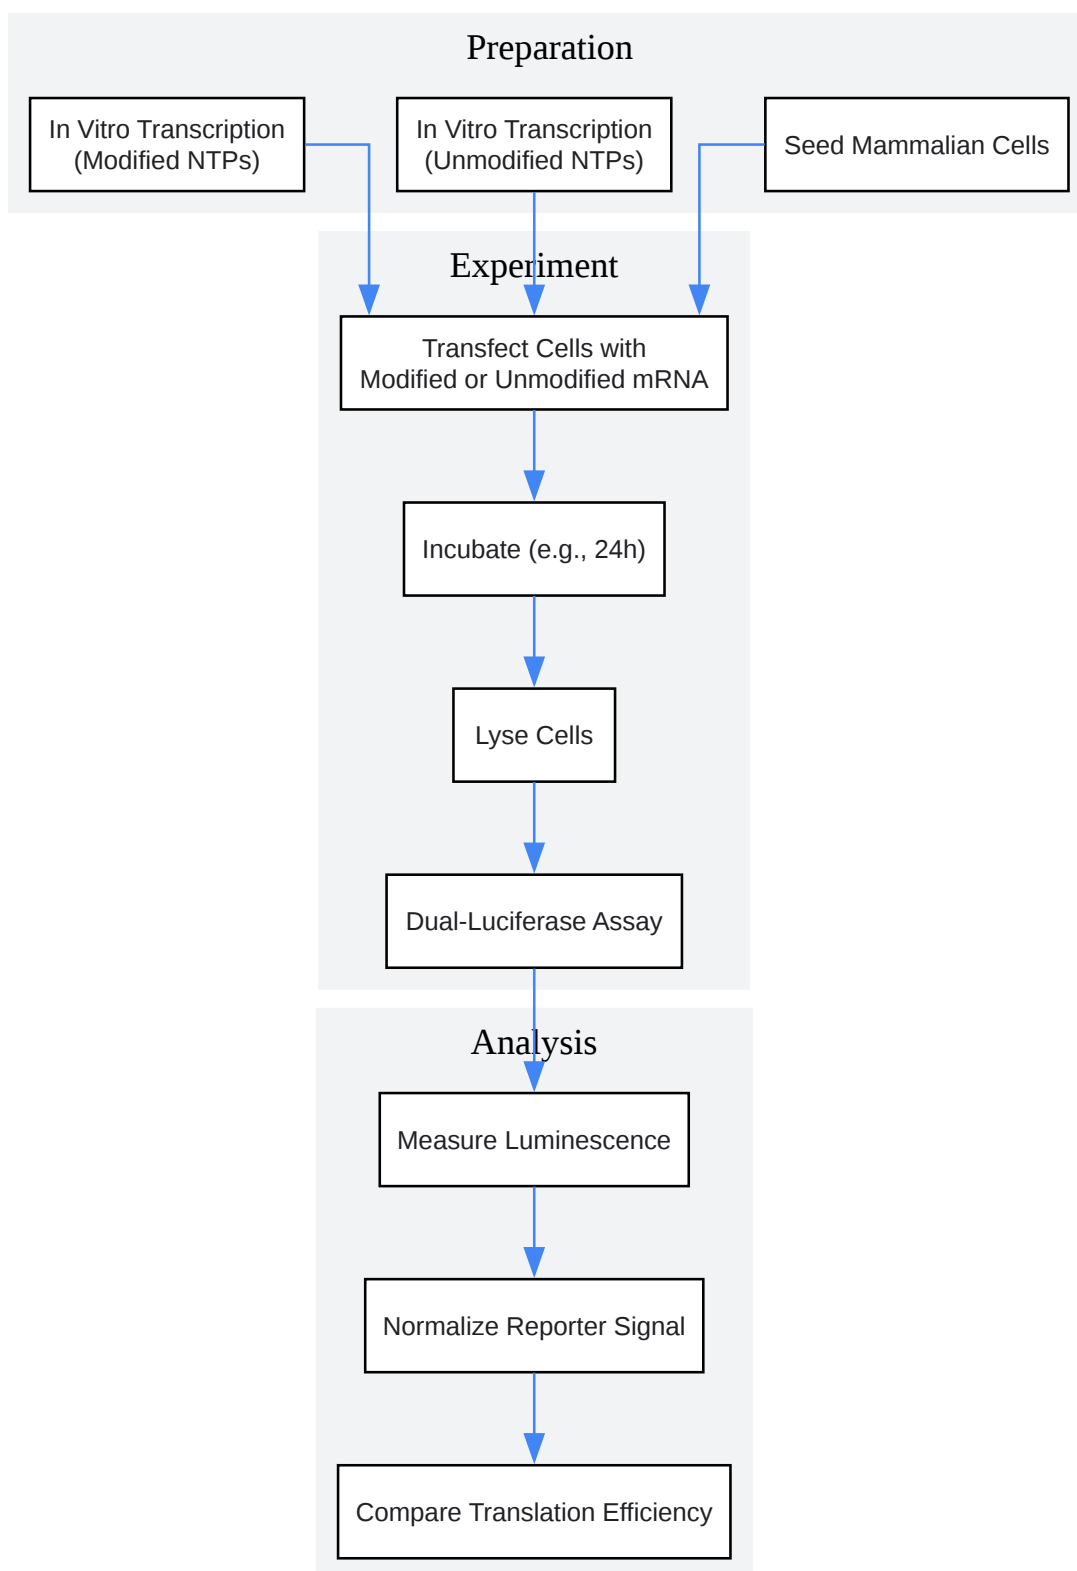 Preparation
In Vitro Transcription
(Modified NTPs)
In Vitro Transcription
(Unmodified NTPs)
Seed Mammalian Cells
Experiment
Transfect Cells with
Modified or Unmodified mRNA
Incubate (e.g., 24h)
Lyse Cells
Dual-Luciferase Assay
Analysis
Measure Luminescence
Normalize Reporter Signal
Compare Translation Efficiency